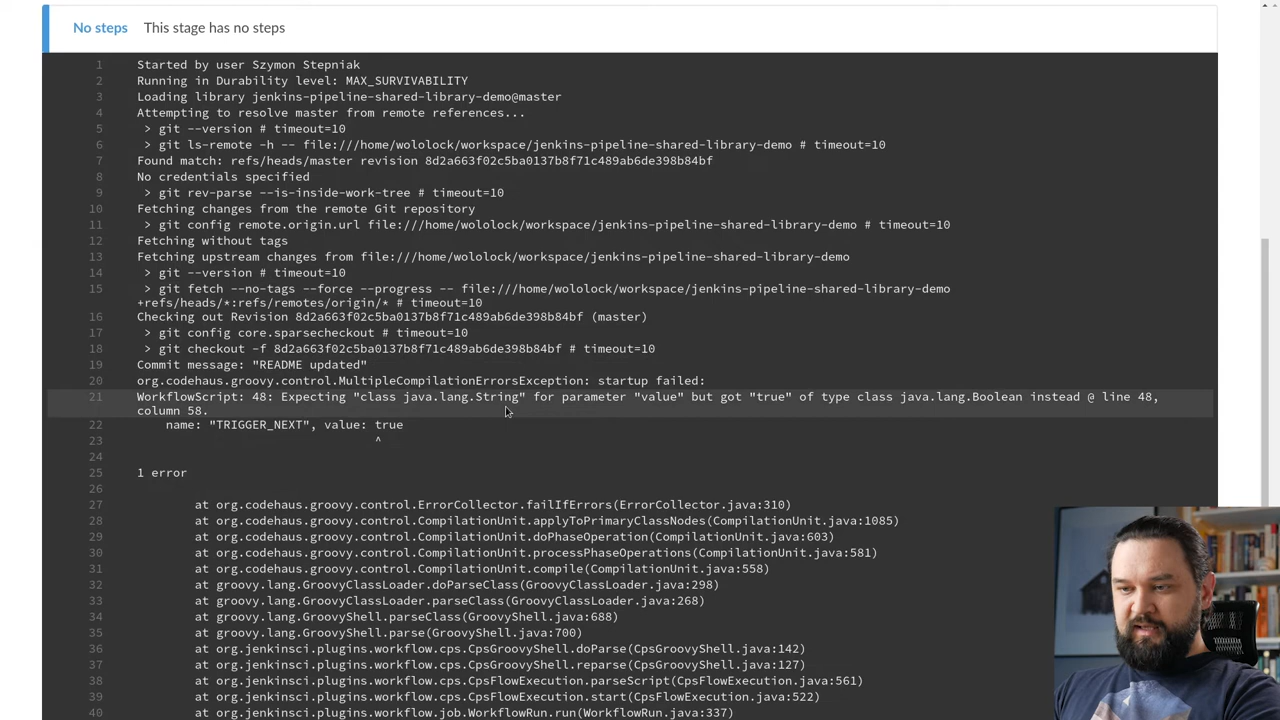 No steps This stage has no steps
1 Started by user Szymon Stepniak
2 Running in Durability level: MAX_SURVIVABILITY
3 Loading library jenkins-pipeline-shared-library-demo@master
4 Attempting to resolve master from remote references...
5 > git --version # timeout=10
6 > git ls-remote -h -- file:///home/wololock/workspace/jenkins-pipeline-shared-library-demo # timeout=10
7 Found match: refs/heads/master revision 8d2a663f02c5ba0137b8f71c489ab6de398b84bf
8 No credentials specified
9 > git rev-parse --is-inside-work-tree # timeout=10
10 Fetching changes from the remote Git repository
11 > git config remote.origin.url file:///home/wololock/workspace/jenkins-pipeline-shared-library-demo # timeout=10
12 Fetching without tags
13 Fetching upstream changes from file:///home/wololock/workspace/jenkins-pipeline-shared-library-demo
14 > git --version # timeout=10
15 > git fetch --no-tags --force --progress -- file:///home/wololock/workspace/jenkins-pipeline-shared-library-demo
+refs/heads/*:refs/remotes/origin/* # timeout=10
16 Checking out Revision 8d2a663f02c5ba0137b8f71c489ab6de398b84bf (master)
17 > git config core.sparsecheckout # timeout=10
18 > git checkout -f 8d2a663f02c5ba0137b8f71c489ab6de398b84bf # timeout=10
19 Commit message: "README updated"
20 org.codehaus.groovy.control.MultipleCompilationErrorsException: startup failed:
21 WorkflowScript: 48: Expecting "class java.lang.String" for parameter "value" but got "true" of type class java.lang.Boolean instead @ line 48,
column 58.
22 name: "TRIGGER_NEXT", value: true
23 ^
24
25 1 error
26
27 at org.codehaus.groovy.control.ErrorCollector.failIfErrors(ErrorCollector.java:310)
28 at org.codehaus.groovy.control.CompilationUnit.applyToPrimaryClassNodes(CompilationUnit.java:1085)
29 at org.codehaus.groovy.control.CompilationUnit.doPhaseOperation(CompilationUnit.java:603)
30 at org.codehaus.groovy.control.CompilationUnit.processPhaseOperations(CompilationUnit.java:581)
31 at org.codehaus.groovy.control.CompilationUnit.compile(CompilationUnit.java:558)
32 at groovy.lang.GroovyClassLoader.doParseClass(GroovyClassLoader.java:298)
33 at groovy.lang.GroovyClassLoader.parseClass(GroovyClassLoader.java:268)
34 at groovy.lang.GroovyShell.parseClass(GroovyShell.java:688)
35 at groovy.lang.GroovyShell.parse(GroovyShell.java:700)
36 at org.jenkinsci.plugins.workflow.cps.CpsGroovyShell.doParse(CpsGroovyShell.java:142)
37 at org.jenkinsci.plugins.workflow.cps.CpsGroovyShell.reparse(CpsGroovyShell.java:127)
38 at org.jenkinsci.plugins.workflow.cps.CpsFlowExecution.parseScript(CpsFlowExecution.java:561)
39 at org.jenkinsci.plugins.workflow.cps.CpsFlowExecution.start(CpsFlowExecution.java:522)
40 at org.jenkinsci.plugins.workflow.job.WorkflowRun.run(WorkflowRun.java:337)